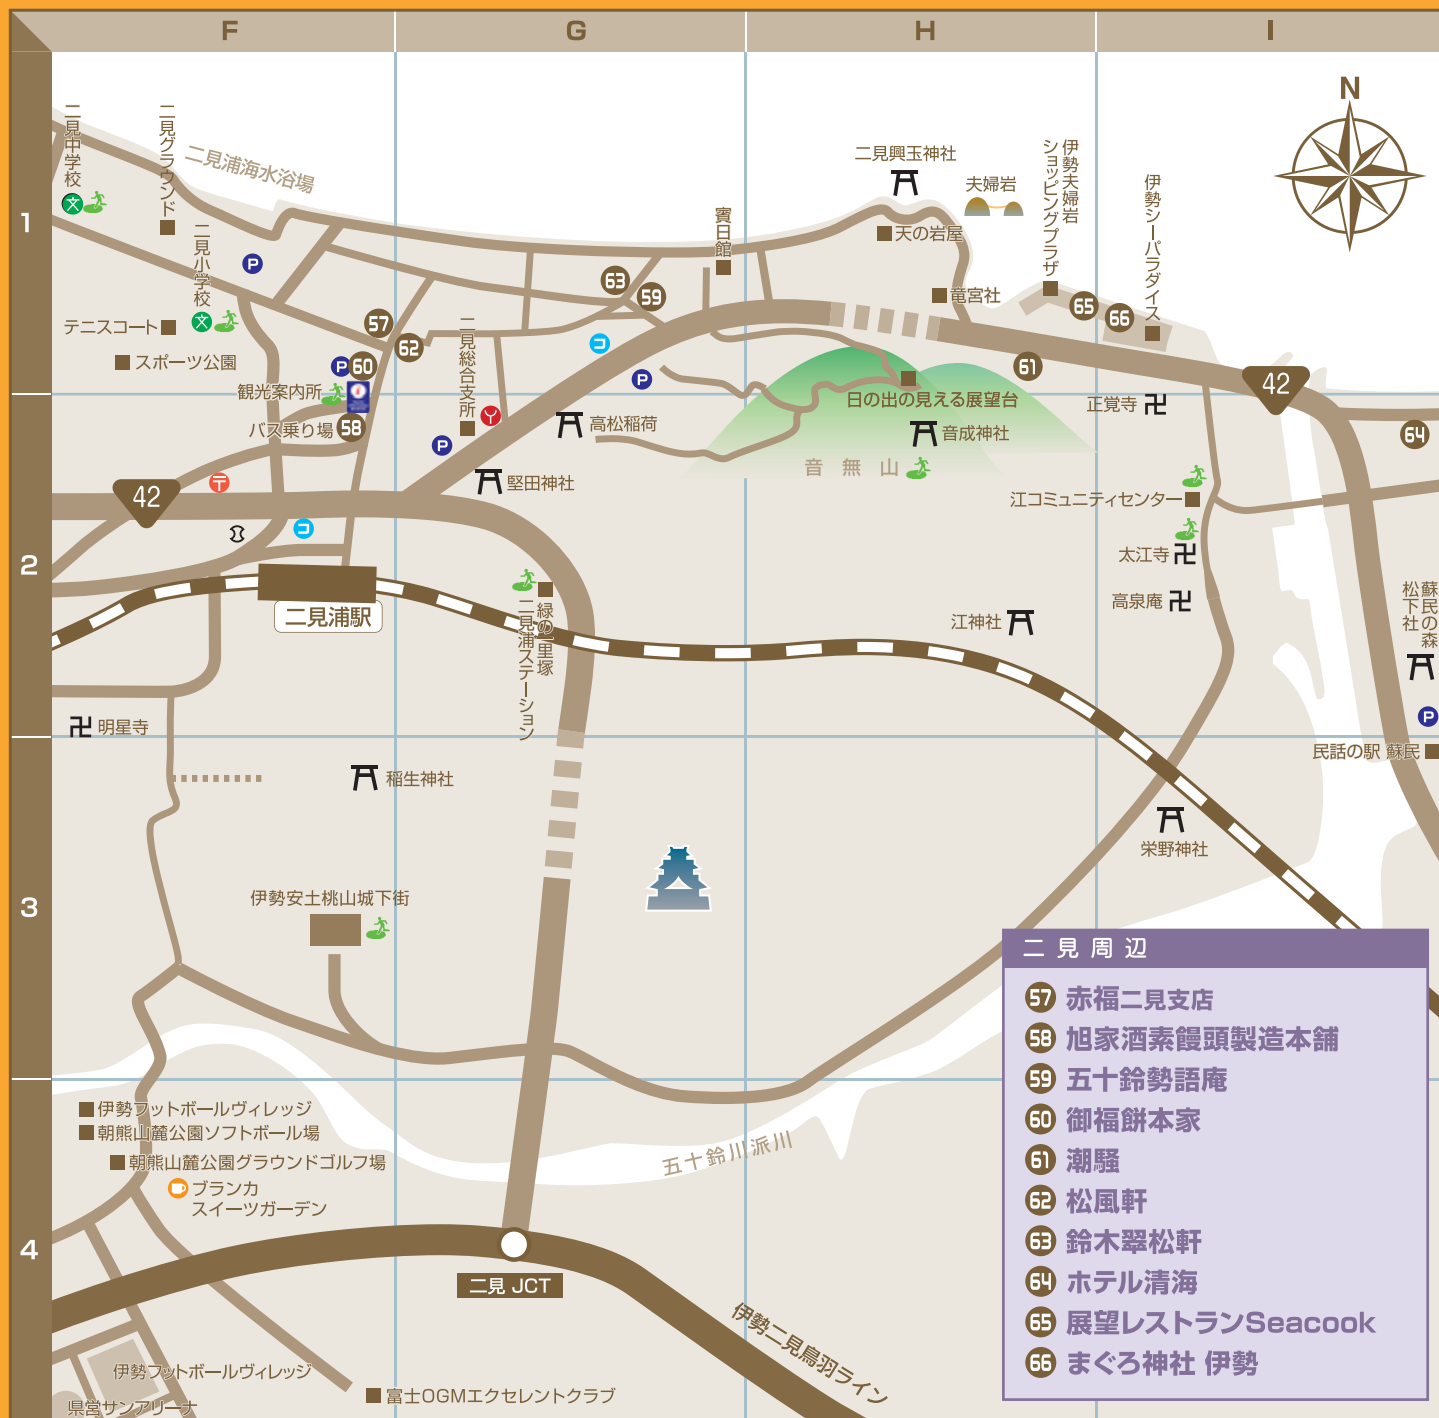 F
G
H
I
1
2
3
4
N
二見中学校
文
二見グラウンド
二見浦海水浴場
二見小学校
文
P
テニスコート
スポーツ公園
観光案内所
バス乗り場
P
57
60
62
58
二見総合支所
P
63
59
コ
P
賓日館
二見興玉神社
夫婦岩
天の岩屋
竜宮社
伊勢夫婦岩
ショッピングプラザ
伊勢シーパラダイス
65
66
61
42
64
日の出の見える展望台
音成神社
音無山
正覚寺
高松稲荷
堅田神社
42
〒
コ
二見浦駅
緑の一里塚
二見浦ステーション
江コミュニティセンター
太江寺
高泉庵
江神社
蘇民の森
松下社
P
民話の駅 蘇民
明星寺
稲生神社
栄野神社
伊勢安土桃山城下街
伊勢フットボールヴィレッジ
朝熊山麓公園ソフトボール場
朝熊山麓公園グラウンドゴルフ場
ブランカ
スイーツガーデン
五十鈴川派川
二見 JCT
伊勢二見鳥羽ライン
伊勢フットボールヴィレッジ
県営サンアリーナ
富士OGMエクセレントクラブ
二見周辺
57 赤福二見支店
58 旭家酒素饅頭製造本舗
59 五十鈴勢語庵
60 御福餅本家
61 潮騒
62 松風軒
63 鈴木翠松軒
64 ホテル清海
65 展望レストランSeacook
66 まぐろ神社 伊勢